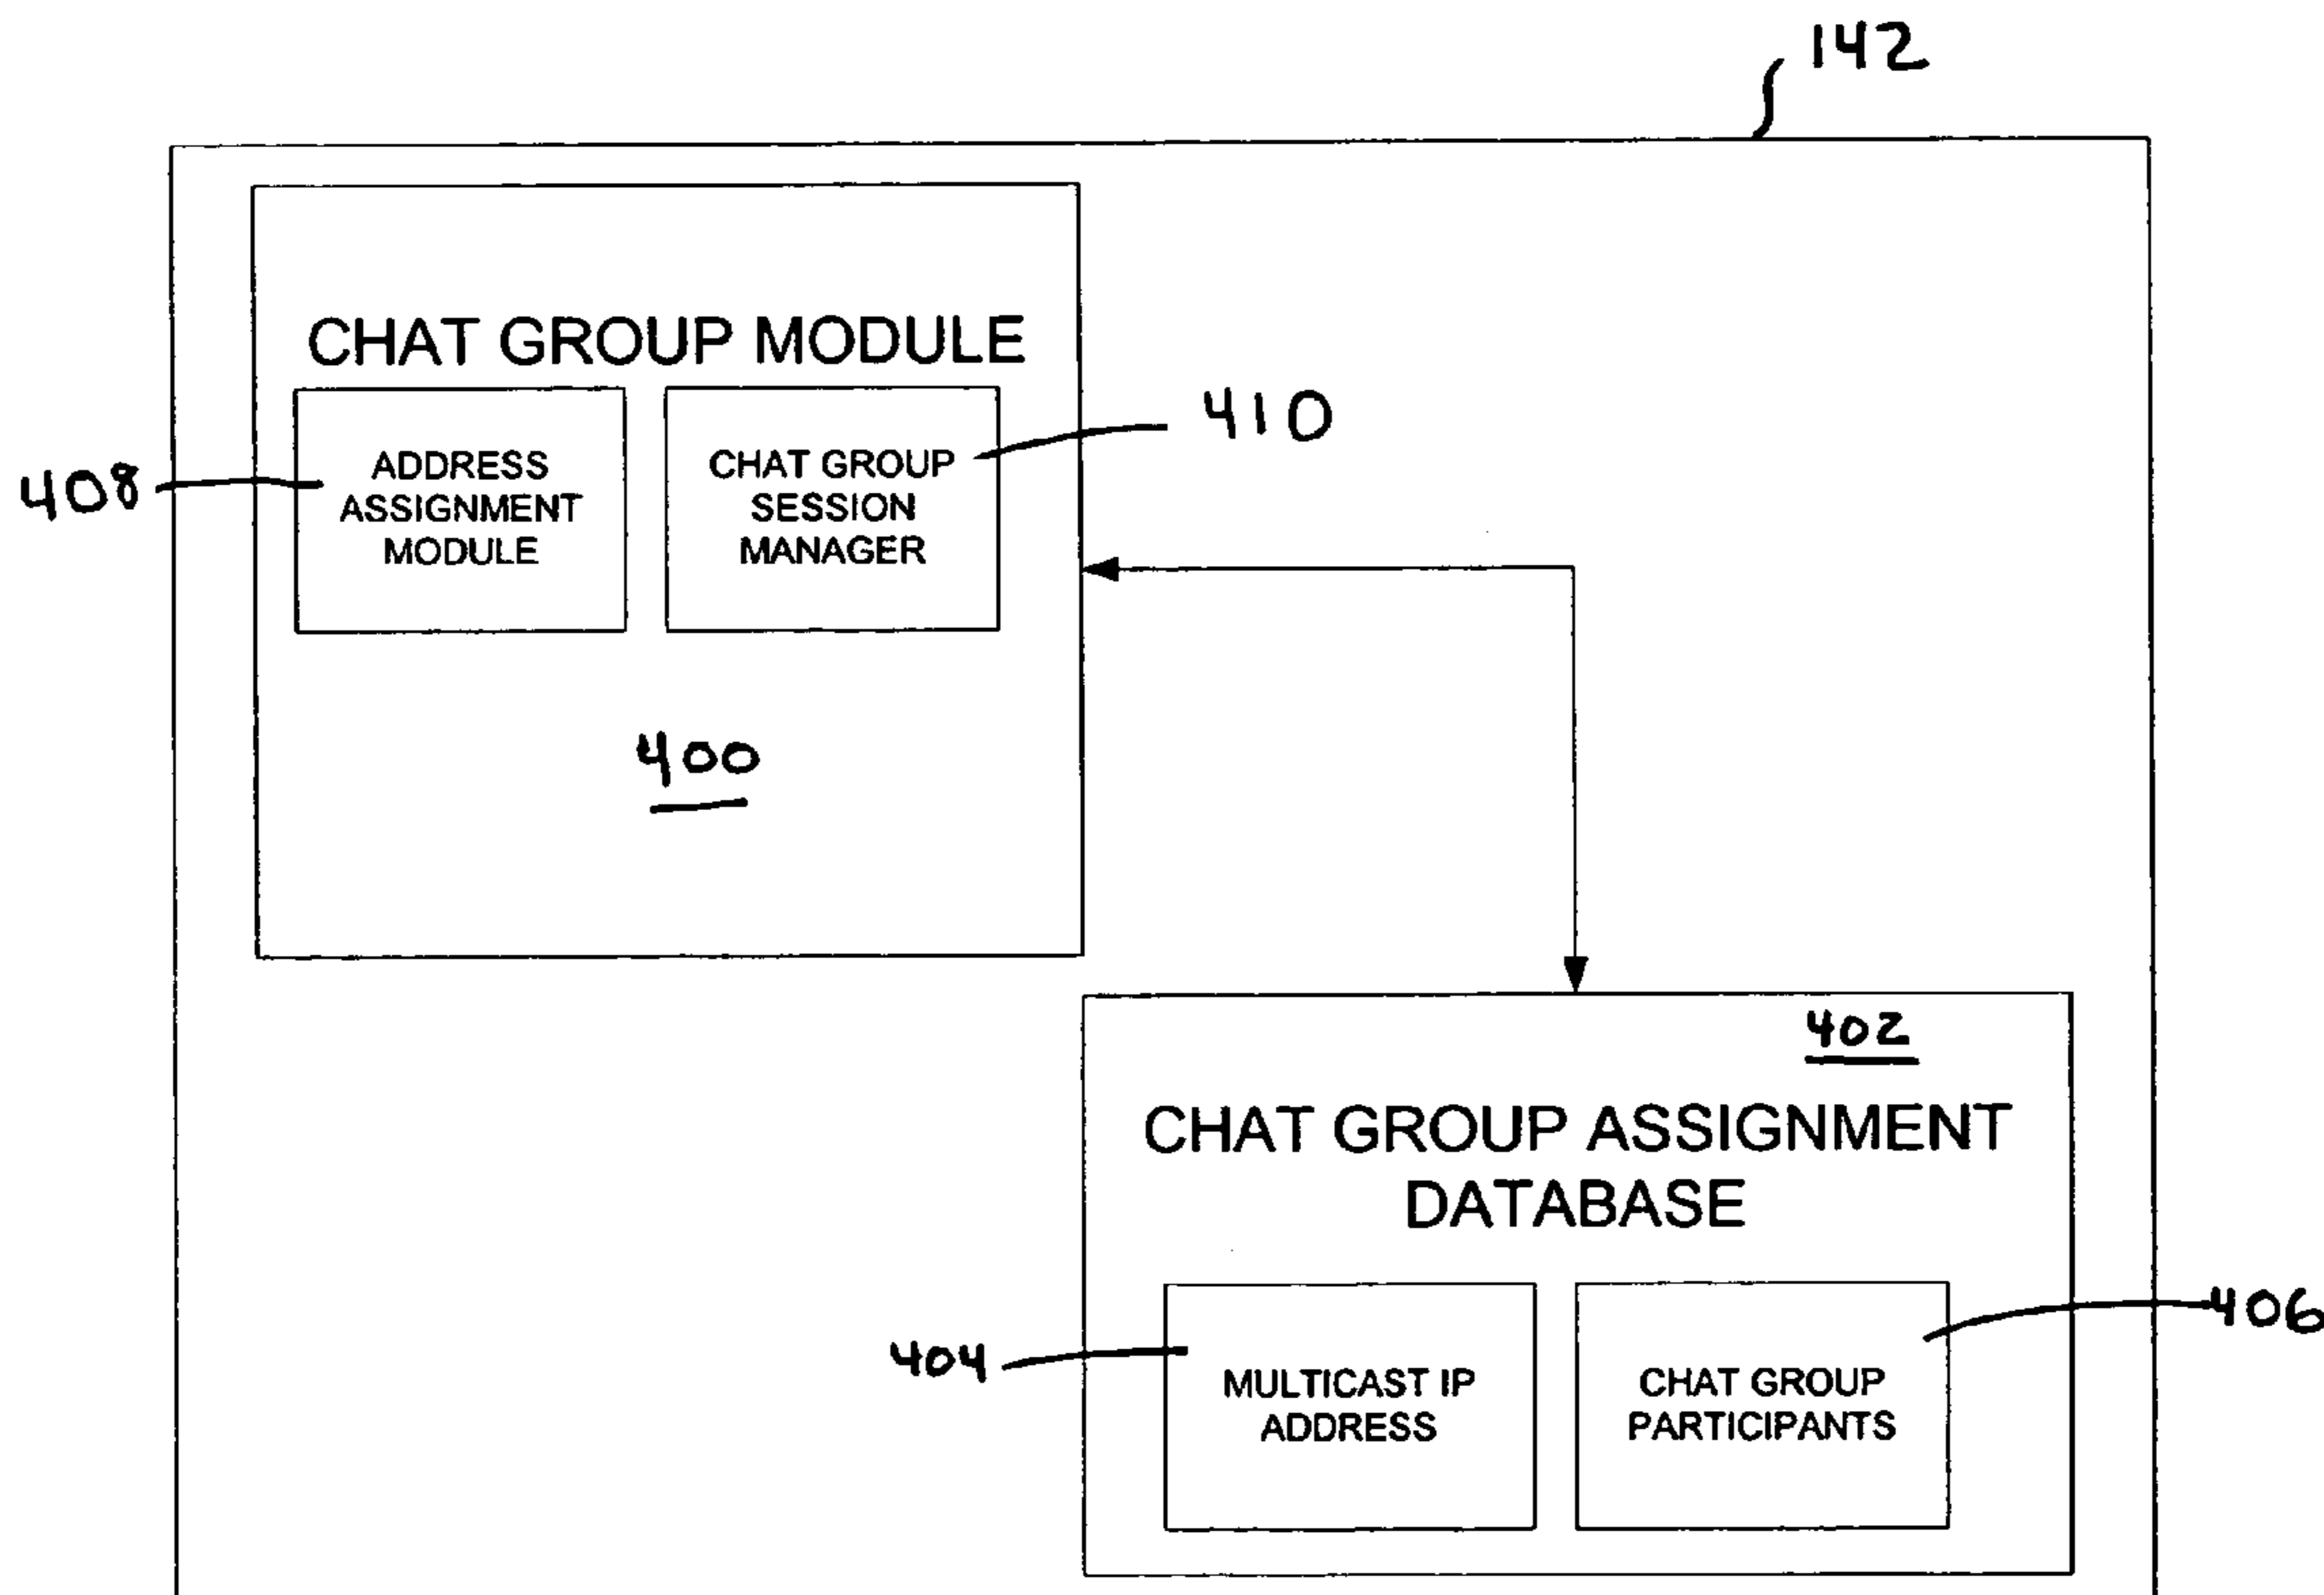 142
CHAT GROUP MODULE
408
ADDRESS
ASSIGNMENT
MODULE
CHAT GROUP
SESSION
MANAGER
410
400
402
CHAT GROUP ASSIGNMENT
DATABASE
404
MULTICAST IP
ADDRESS
CHAT GROUP
PARTICIPANTS
406